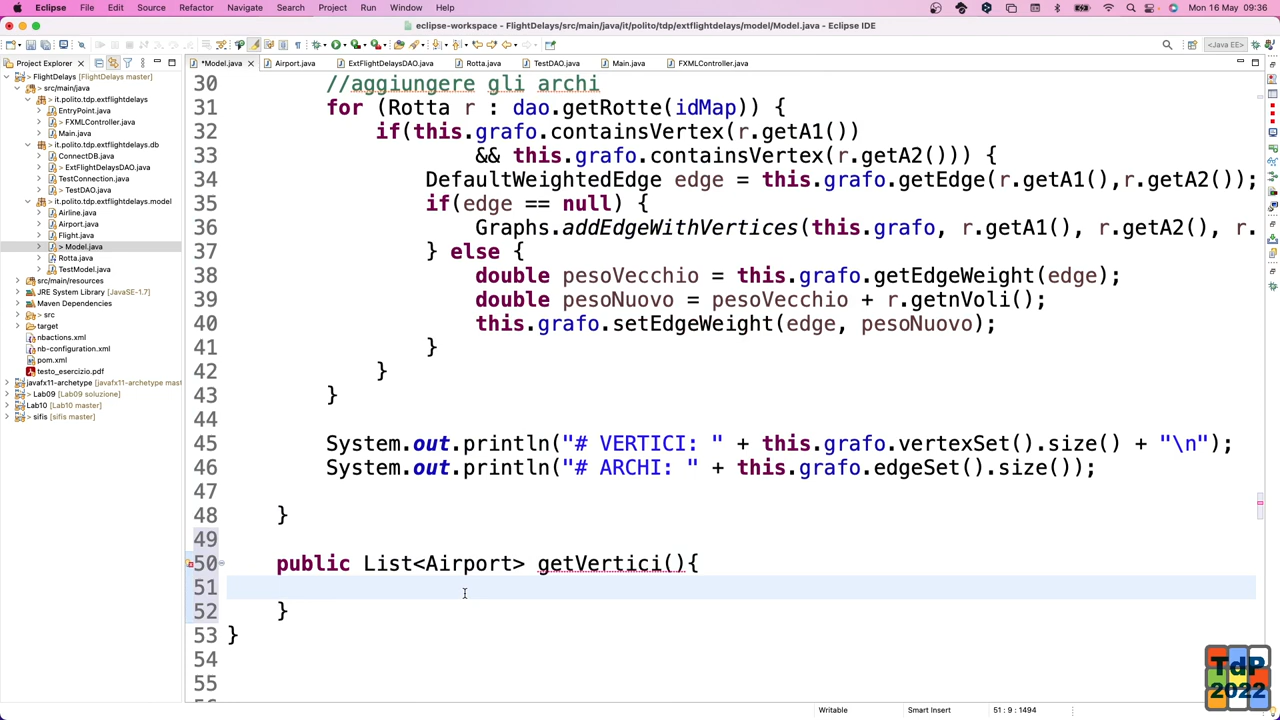 Eclipse File Edit Source Refactor Navigate Search Project Run Window Help Mon 16 May 09:36
eclipse-workspace - FlightDelays/src/main/java/it/polito/tdp/extflightdelays/model/Model.java - Eclipse IDE
<Java EE>
Project Explorer
*Model.java Airport.java ExtFlightDelaysDAO.java Rotta.java TestDAO.java Main.java FXMLController.java
FlightDelays [FlightDelays master]
src/main/java
it.polito.tdp.extflightdelays
EntryPoint.java
FXMLController.java
Main.java
it.polito.tdp.extflightdelays.db
ConnectDB.java
ExtFlightDelaysDAO.java
TestConnection.java
TestDAO.java
it.polito.tdp.extflightdelays.model
Airline.java
Airport.java
Flight.java
> Model.java
Rotta.java
TestModel.java
src/main/resources
JRE System Library [JavaSE-1.7]
Maven Dependencies
> src
target
nbactions.xml
nb-configuration.xml
pom.xml
testo_esercizio.pdf
javafx11-archetype [javafx11-archetype mast
> Lab09 [Lab09 soluzione]
Lab10 [Lab10 master]
> sifis [sifis master]
30 //aggiungere gli archi
31 for (Rotta r : dao.getRotte(idMap)) {
32 if(this.grafo.containsVertex(r.getA1())
33 && this.grafo.containsVertex(r.getA2())) {
34 DefaultWeightedEdge edge = this.grafo.getEdge(r.getA1(),r.getA2());
35 if(edge == null) {
36 Graphs.addEdgeWithVertices(this.grafo, r.getA1(), r.getA2(), r.
37 } else {
38 double pesoVecchio = this.grafo.getEdgeWeight(edge);
39 double pesoNuovo = pesoVecchio + r.getnVoli();
40 this.grafo.setEdgeWeight(edge, pesoNuovo);
41 }
42 }
43 }
44
45 System.out.println("# VERTICI: " + this.grafo.vertexSet().size() + "\n");
46 System.out.println("# ARCHI: " + this.grafo.edgeSet().size());
47
48 }
49
50 public List<Airport> getVertici(){
51
52 }
53 }
54
55
Writable Smart Insert 51 : 9 : 1494
TdP
2022